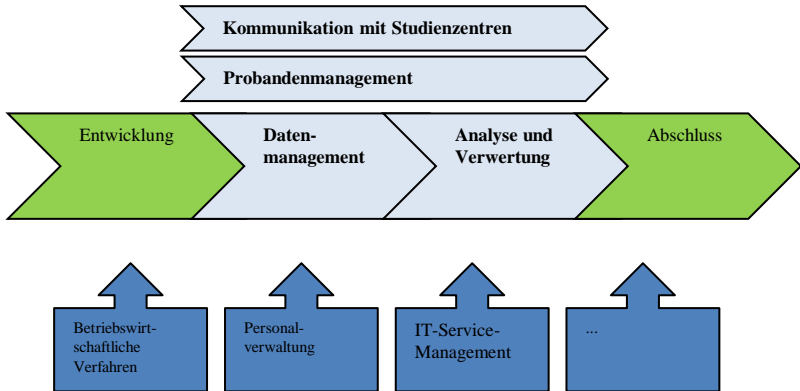 Kommunikation mit Studienzentren
Probandenmanagement
Entwicklung
Daten-
management
Analyse und
Verwertung
Abschluss
Betriebswirt-
schaftliche
Verfahren
Personal-
verwaltung
IT-Service-
Management
...